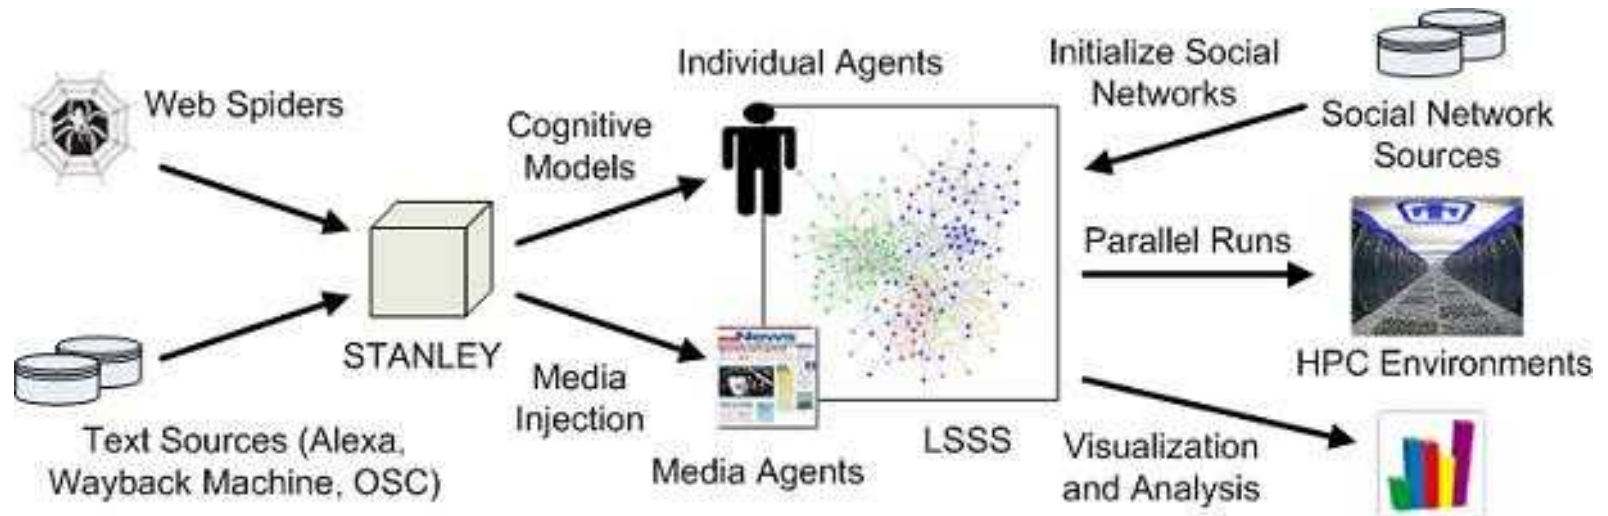 Web Spiders
Text Sources (Alexa,
Wayback Machine, OSC)
STANLEY
Cognitive
Models
Media
Injection
Individual Agents
News
Media Agents
LSSS
Initialize Social
Networks
Social Network
Sources
Parallel Runs
HPC Environments
Visualization
and Analysis